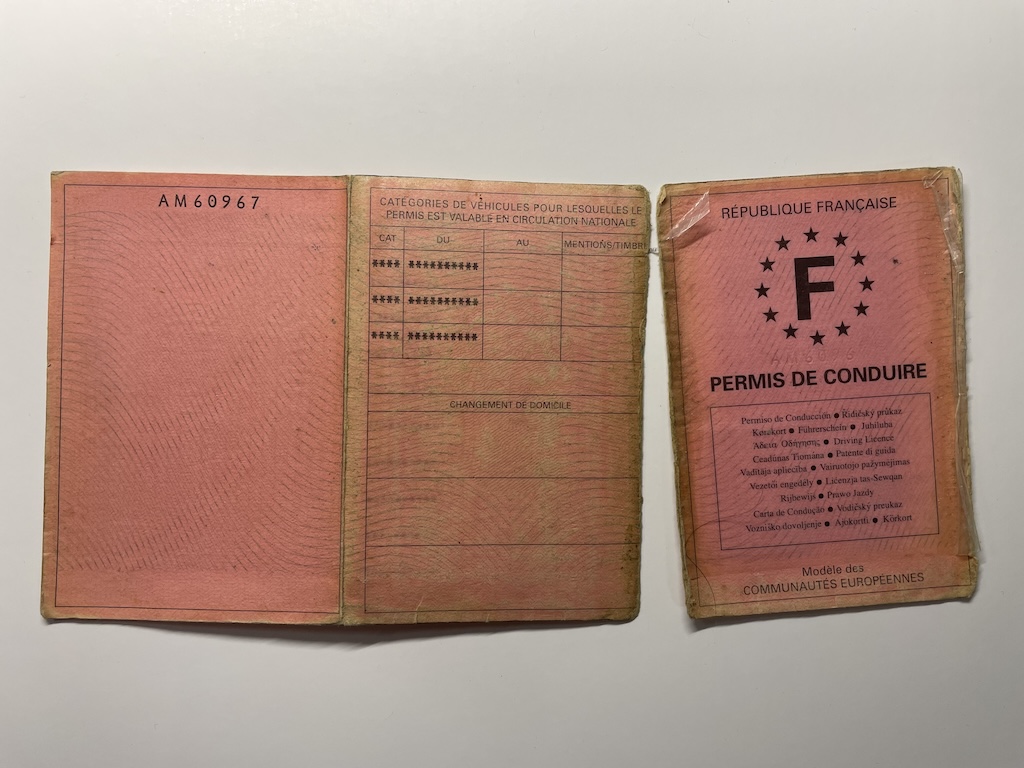 AM60967
CATÉGORIES DE VÉHICULES POUR LESQUELLES LE
PERMIS EST VALABLE EN CIRCULATION NATIONALE
CAT DU AU MENTIONS/TIMBR
**** **********
**** **********
**** **********
CHANGEMENT DE DOMICILE
RÉPUBLIQUE FRANÇAISE
F
PERMIS DE CONDUIRE
Permiso de Conducción ● Řidičský průkaz
Kørekort ● Führerschein ● Juhiluba
Άδεια Οδήγησης ● Driving Licence
Ceadúnas Tiomána ● Patente di guida
Vadītāja apliecība ● Vairuotojo pažymėjimas
Vezetői engedély ● Liċenzja tas-Sewqan
Rijbewijs ● Prawo Jazdy
Carta de Condução ● Vodičský preukaz
Vozniško dovoljenje ● Ajokortti ● Körkort
Modèle des
COMMUNAUTÉS EUROPÉENNES